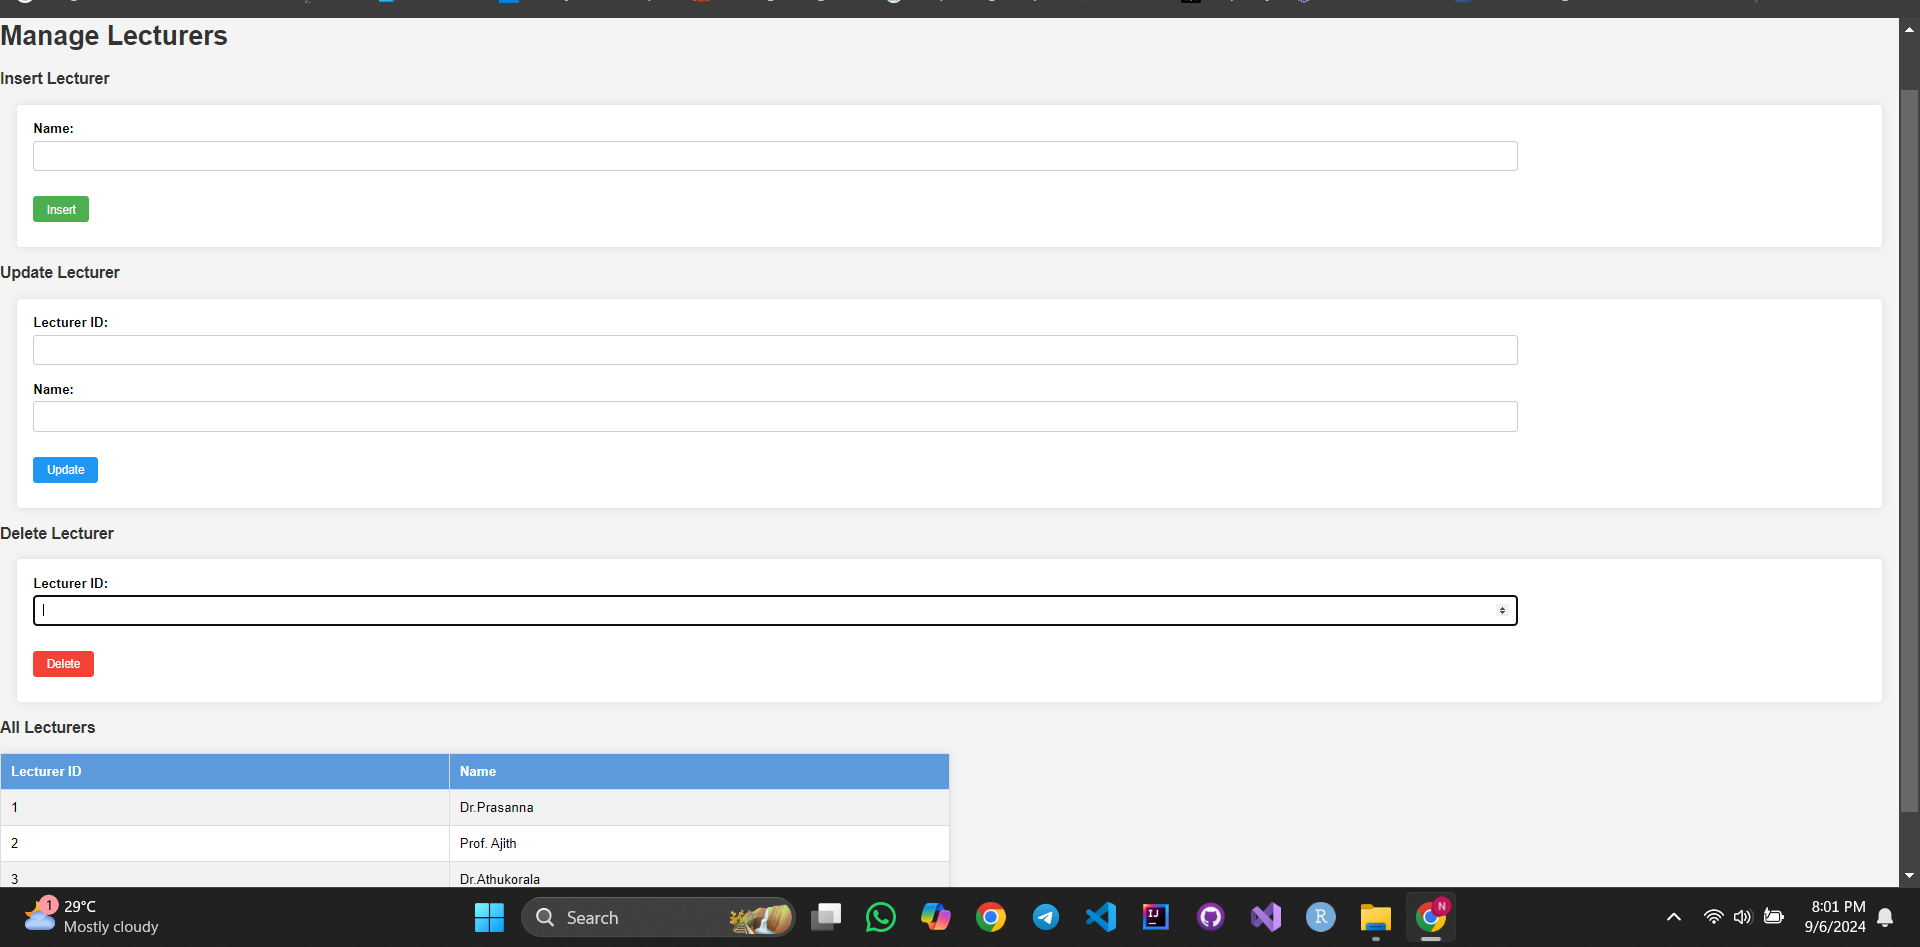 Manage Lecturers
Insert Lecturer
Name:
Insert
Update Lecturer
Lecturer ID:
Name:
Update
Delete Lecturer
Lecturer ID:
Delete
All Lecturers
Lecturer ID Name
1 Dr.Prasanna
2 Prof. Ajith
3 Dr.Athukorala
1 29°C
Mostly cloudy
Search
IJ
R
N
8:01 PM
9/6/2024